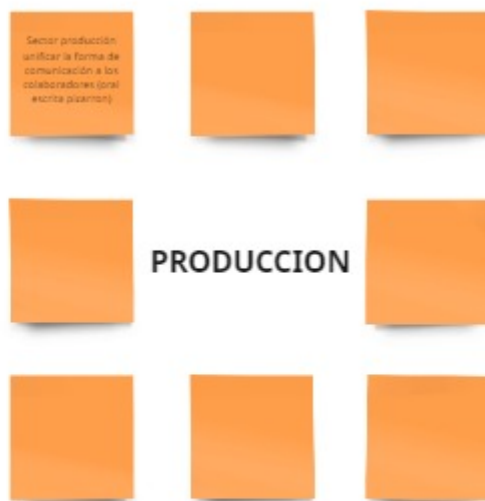 Sector producción
unificar la forma de
comunicación a los
colaboradores (oral
escrita pizarron)
PRODUCCION